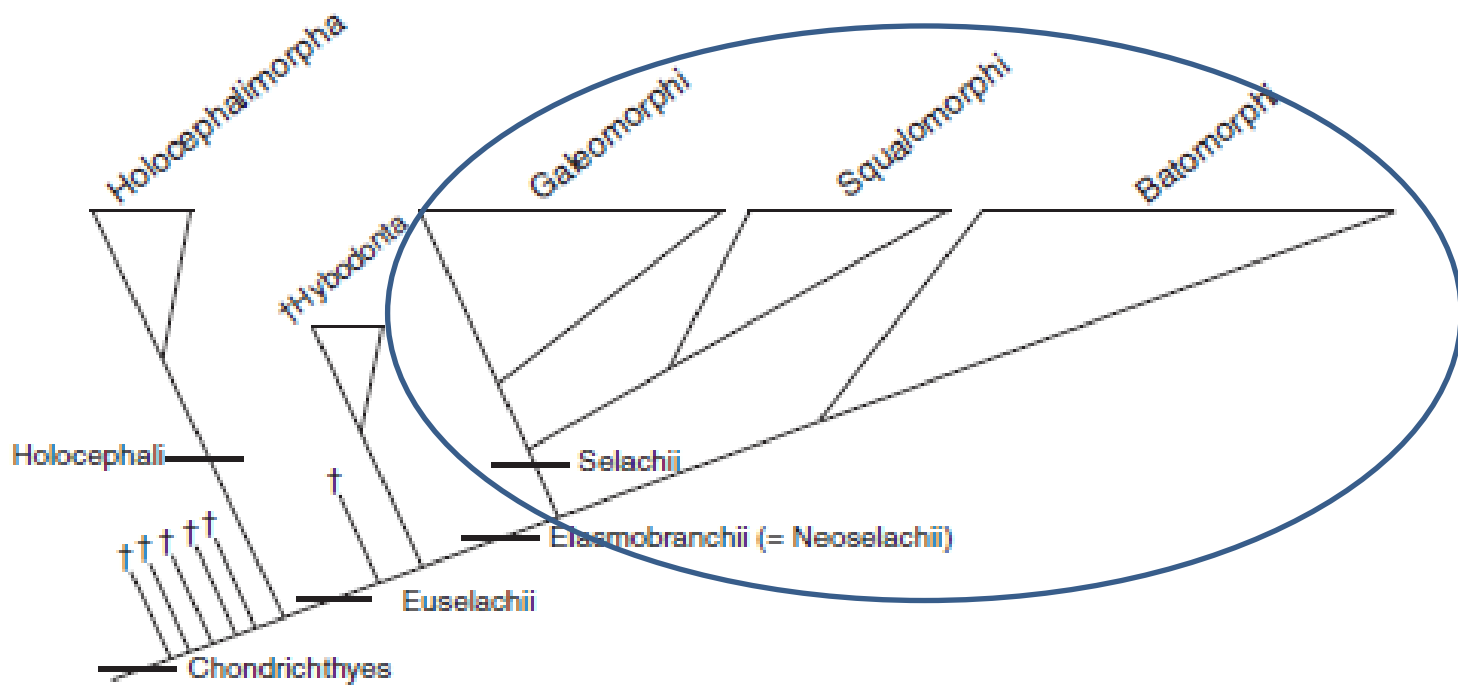 Holocephalimorpha
Galeomorphi
Squalomorphi
Batomorphi
†Hybodonta
Holocephali
Selachii
†
† † † † †
Elasmobranchii (= Neoselachii)
Euselachii
Chondrichthyes